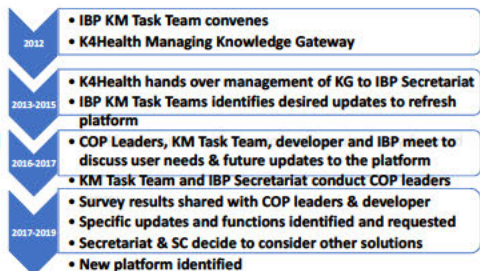 2012
• IBP KM Task Team convenes
• K4Health Managing Knowledge Gateway
2013-2015
• K4Health hands over management of KG to IBP Secretariat
• IBP KM Task Teams identifies desired updates to refresh
platform
2016-2017
• COP Leaders, KM Task Team, developer and IBP meet to
discuss user needs & future updates to the platform
• KM Task Team and IBP Secretariat conduct COP leaders
2017-2019
• Survey results shared with COP leaders & developer
• Specific updates and functions identified and requested
• Secretariat & SC decide to consider other solutions
• New platform identified